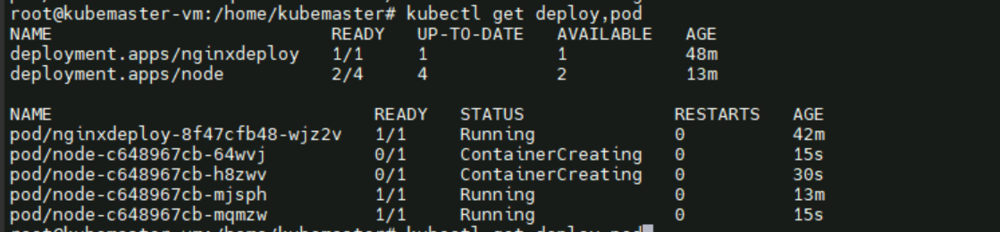 root@kubemaster-vm:/home/kubemaster# kubectl get deploy,pod
NAME READY UP-TO-DATE AVAILABLE AGE
deployment.apps/nginxdeploy 1/1 1 1 48m
deployment.apps/node 2/4 4 2 13m
NAME READY STATUS RESTARTS AGE
pod/nginxdeploy-8f47cfb48-wjz2v 1/1 Running 0 42m
pod/node-c648967cb-64wvj 0/1 ContainerCreating 0 15s
pod/node-c648967cb-h8zwv 0/1 ContainerCreating 0 30s
pod/node-c648967cb-mjsph 1/1 Running 0 13m
pod/node-c648967cb-mqmzw 1/1 Running 0 15s
root@kubemaster-vm:/home/kubemaster# kubectl get deploy,pod